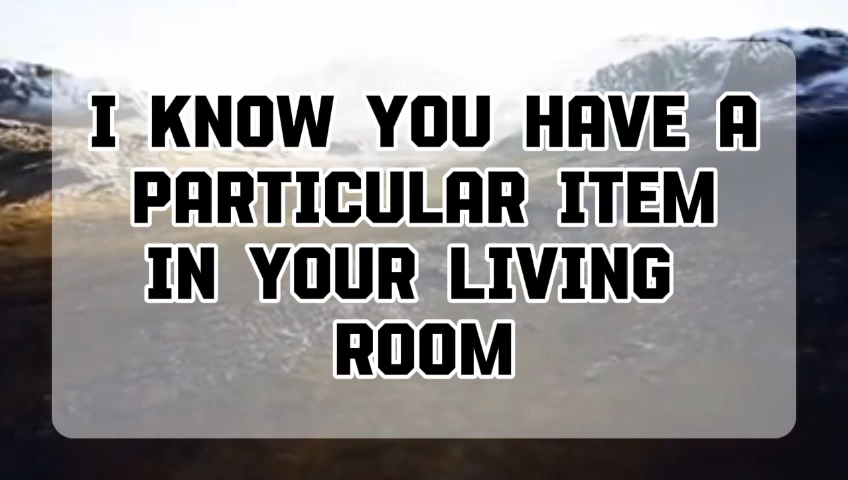 I KNOW YOU HAVE A
PARTICULAR ITEM
IN YOUR LIVING
ROOM